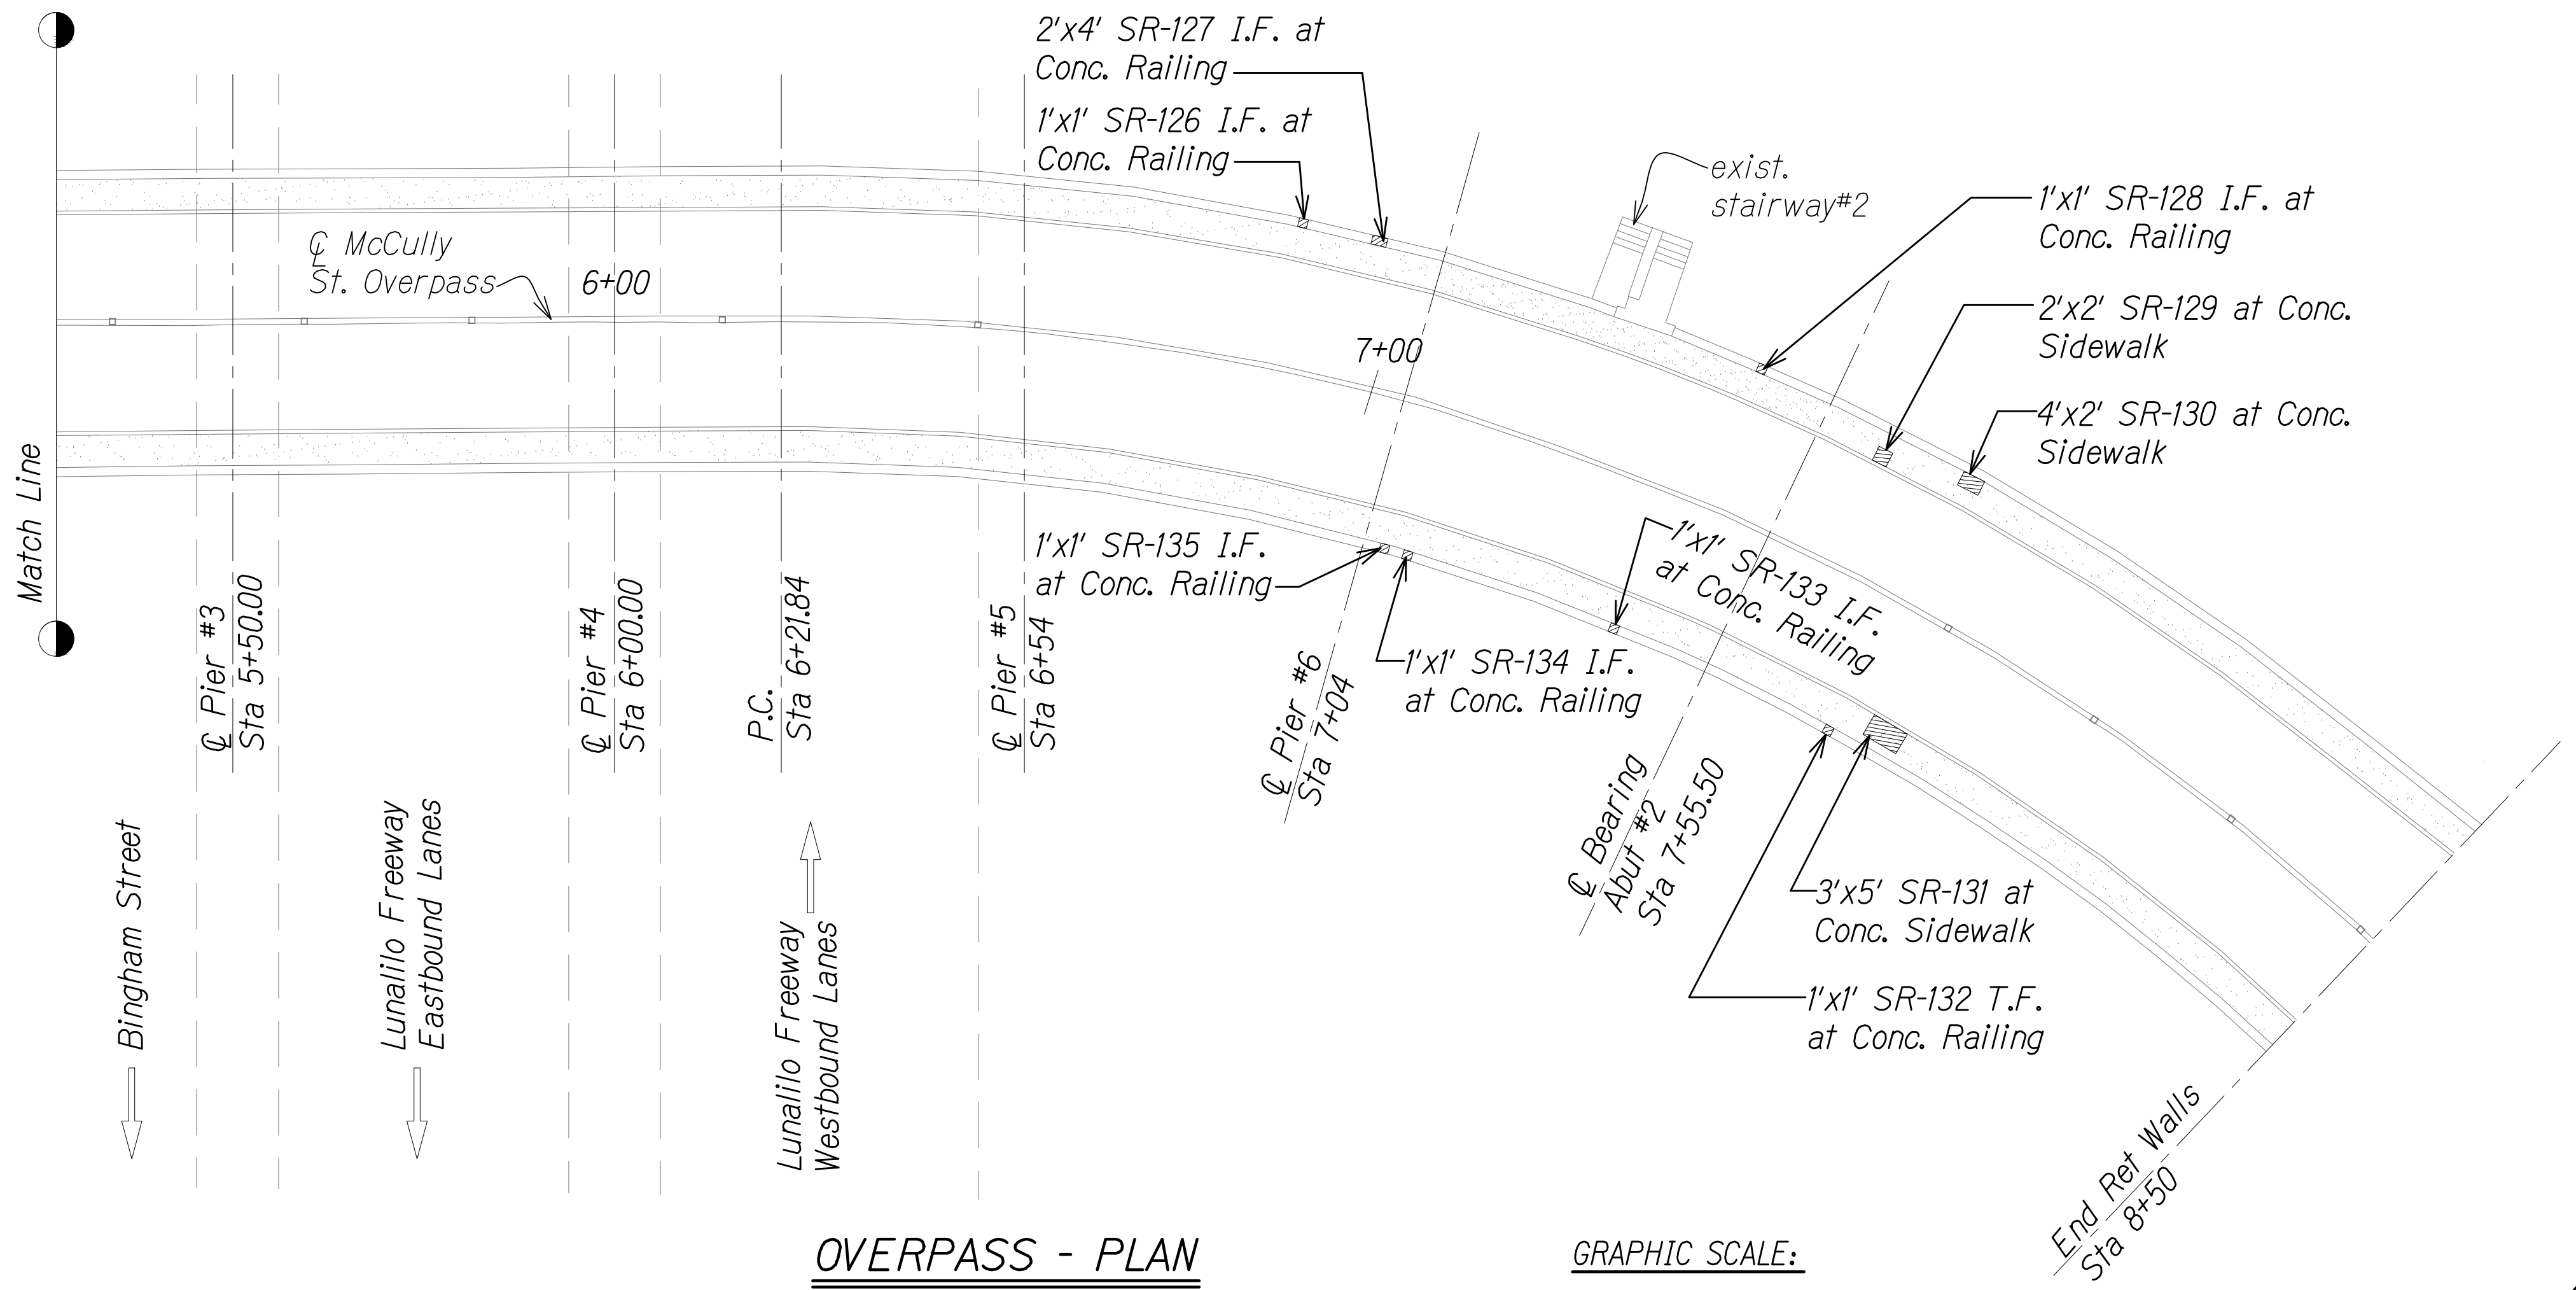 2'x4' SR-127 I.F. at
Conc. Railing
1'x1' SR-126 I.F. at
Conc. Railing
exist.
stairway#2
1'x1' SR-128 I.F. at
Conc. Railing
2'x2' SR-129 at Conc.
Sidewalk
4'x2' SR-130 at Conc.
Sidewalk
℄ McCully
St. Overpass
6+00
7+00
Match Line
1'x1' SR-135 I.F.
at Conc. Railing
1'x1' SR-133 I.F.
at Conc. Railing
1'x1' SR-134 I.F.
at Conc. Railing
℄ Pier #3
Sta 5+50.00
℄ Pier #4
Sta 6+00.00
P.C.
Sta 6+21.84
℄ Pier #5
Sta 6+54
℄ Pier #6
Sta 7+04
℄ Bearing
Abut #2
Sta 7+55.50
3'x5' SR-131 at
Conc. Sidewalk
1'x1' SR-132 T.F.
at Conc. Railing
Bingham Street
Lunalilo Freeway
Eastbound Lanes
Lunalilo Freeway
Westbound Lanes
End Ret Walls
Sta 8+50
OVERPASS - PLAN
GRAPHIC SCALE: